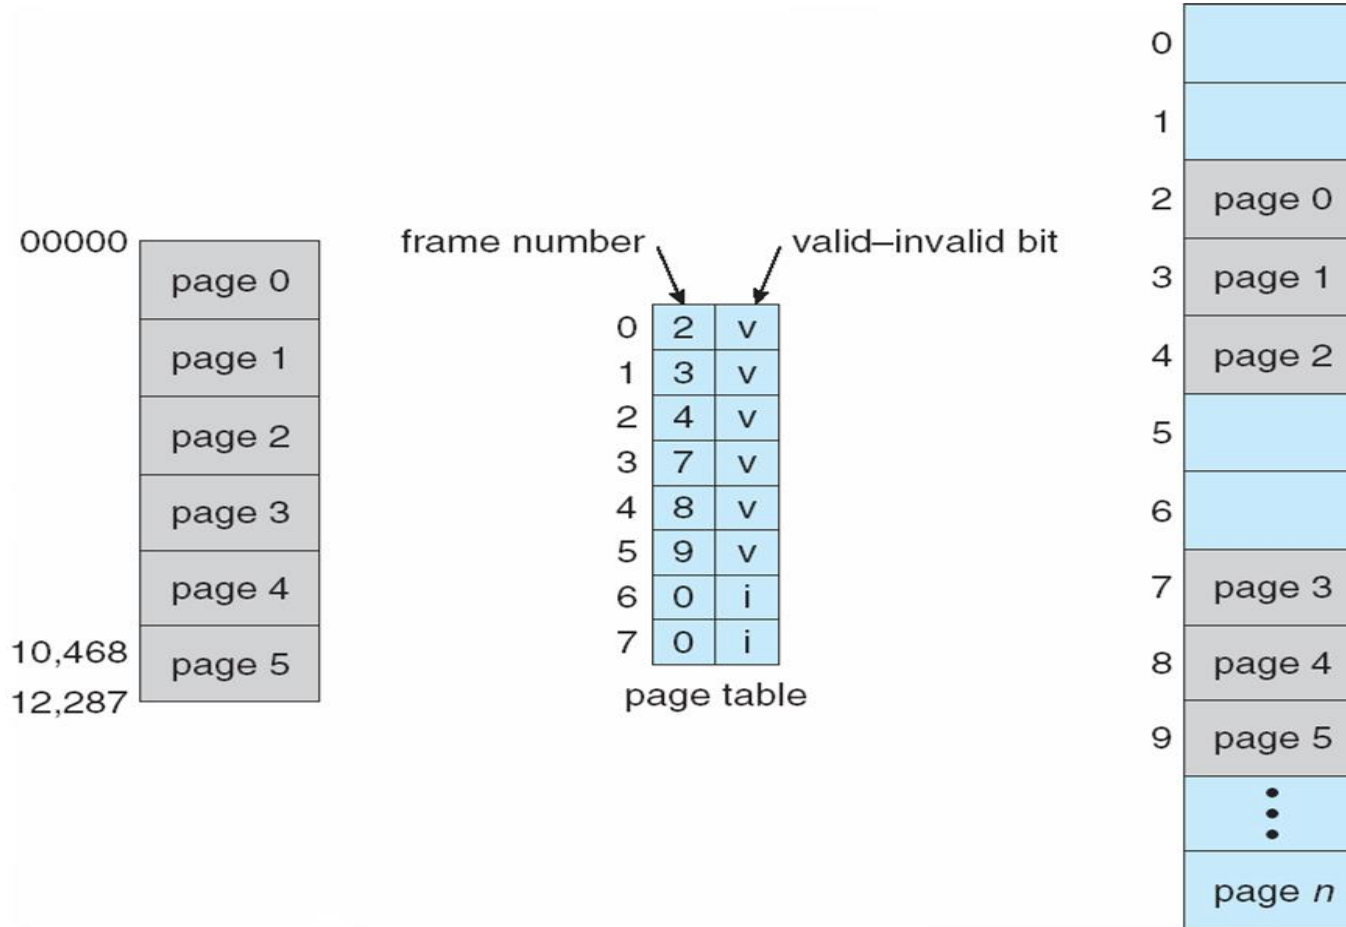 00000
page 0
page 1
page 2
page 3
page 4
10,468
page 5
12,287
frame number
valid–invalid bit
0 2 v
1 3 v
2 4 v
3 7 v
4 8 v
5 9 v
6 0 i
7 0 i
page table
0
1
2 page 0
3 page 1
4 page 2
5
6
7 page 3
8 page 4
9 page 5
page n